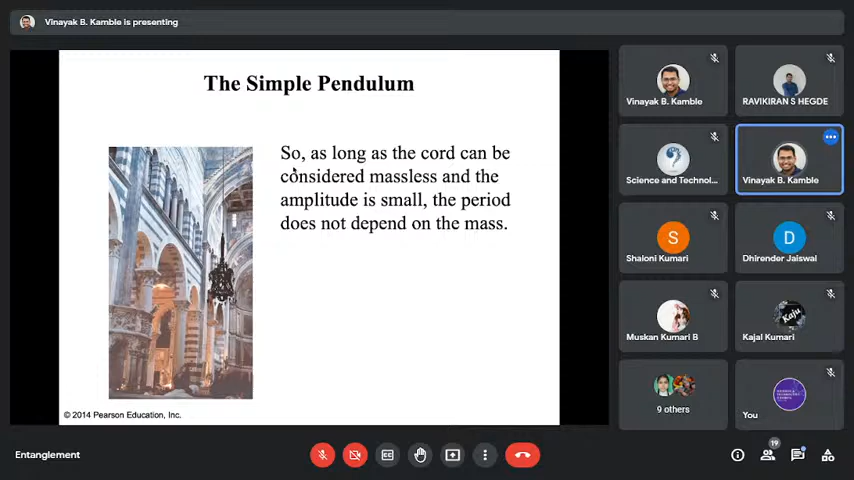 Vinayak B. Kamble is presenting
The Simple Pendulum
So, as long as the cord can be
considered massless and the
amplitude is small, the period
does not depend on the mass.
© 2014 Pearson Education, Inc.
Vinayak B. Kamble
RAVIKIRAN S HEGDE
Science and Technol...
Vinayak B. Kamble
S
Shaloni Kumari
D
Dhirender Jaiswal
Muskan Kumari B
Kaju
Kajal Kumari
9 others
You
Entanglement
19